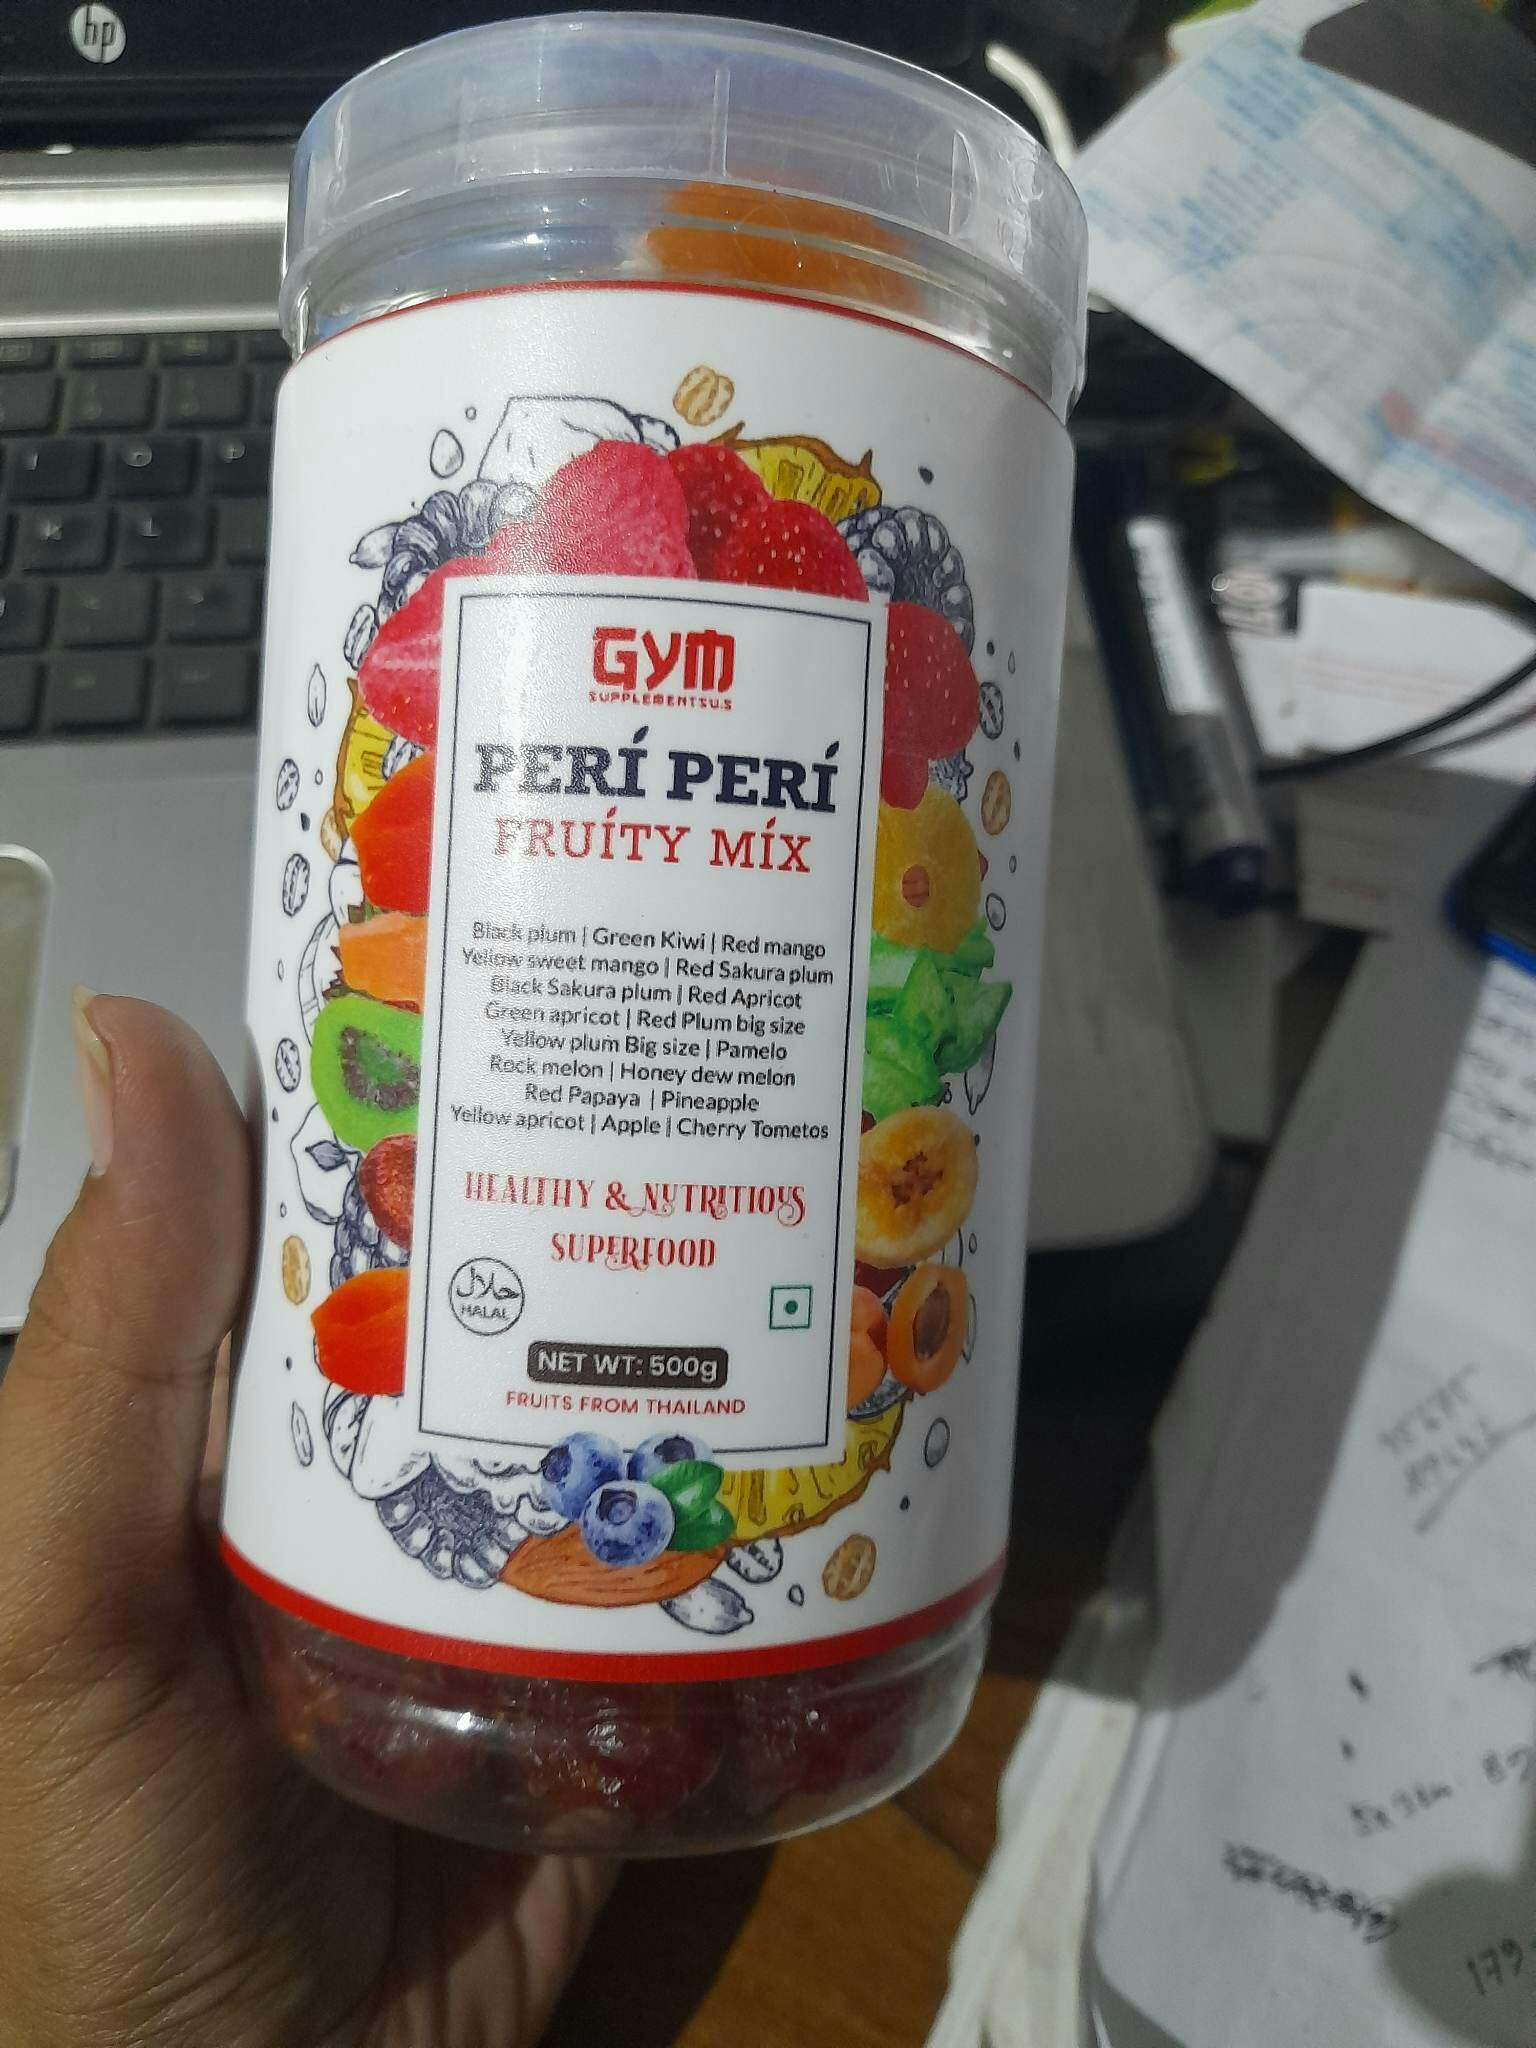 hp
GYM
SUPPLEMENTSU.S
PERÍ PERÍ
FRUÍTY MÍX
Black plum | Green Kiwi | Red mango
Yellow sweet mango | Red Sakura plum
Black Sakura plum | Red Apricot
Green apricot | Red Plum big size
Yellow plum Big size | Pamelo
Rock melon | Honey dew melon
Red Papaya | Pineapple
Yellow apricot | Apple | Cherry Tometos
HEALTHY & NUTRITIOUS
SUPERFOOD
حلال
HALAL
NET WT: 500g
FRUITS FROM THAILAND